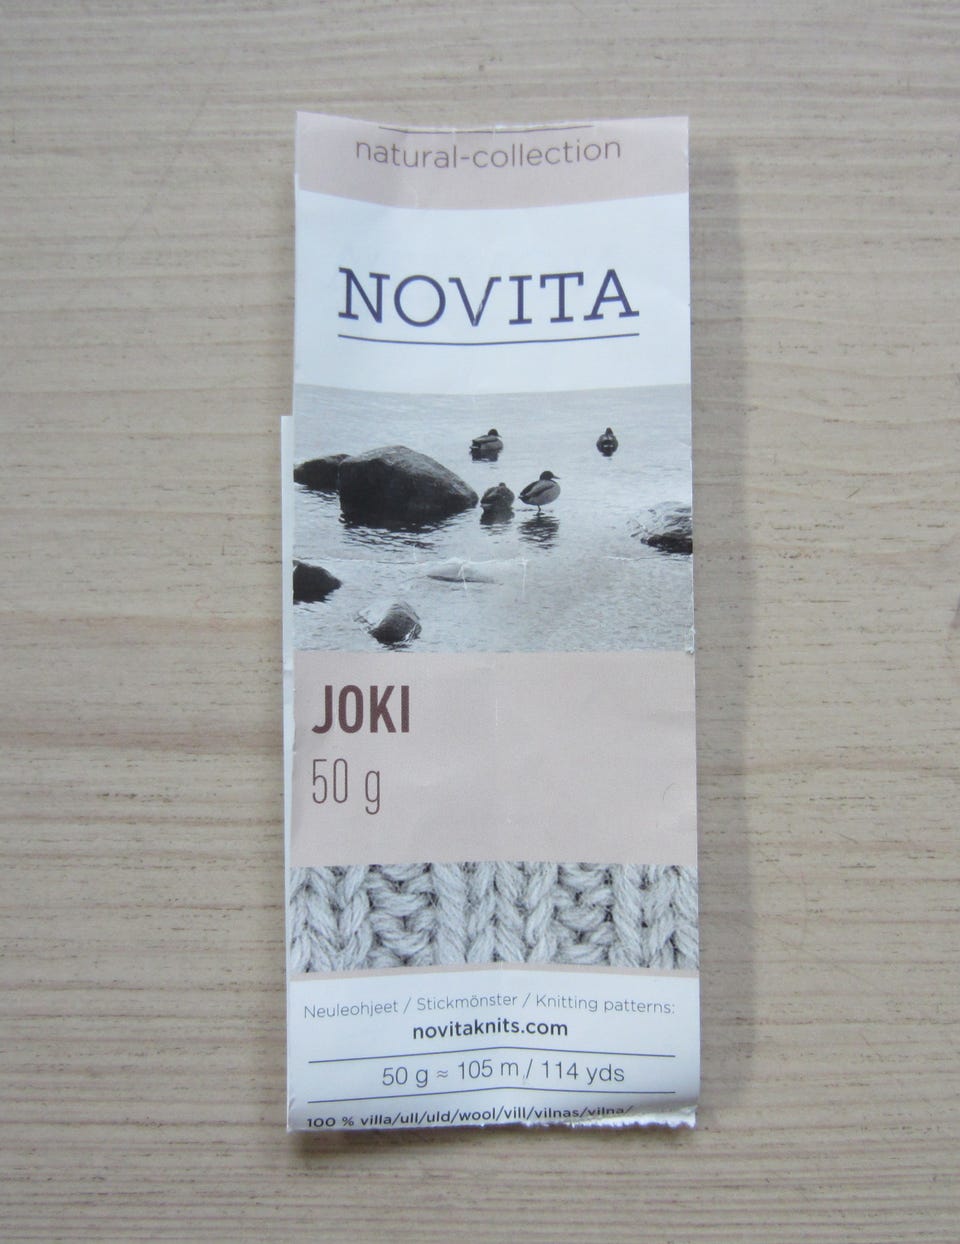 natural-collection
NOVITA
JOKI
50 g
Neuleohjeet / Stickmönster / Knitting patterns:
novitaknits.com
50 g ≈ 105 m / 114 yds
100 % villa/ull/uld/wool/vill/vilnas/vilna/